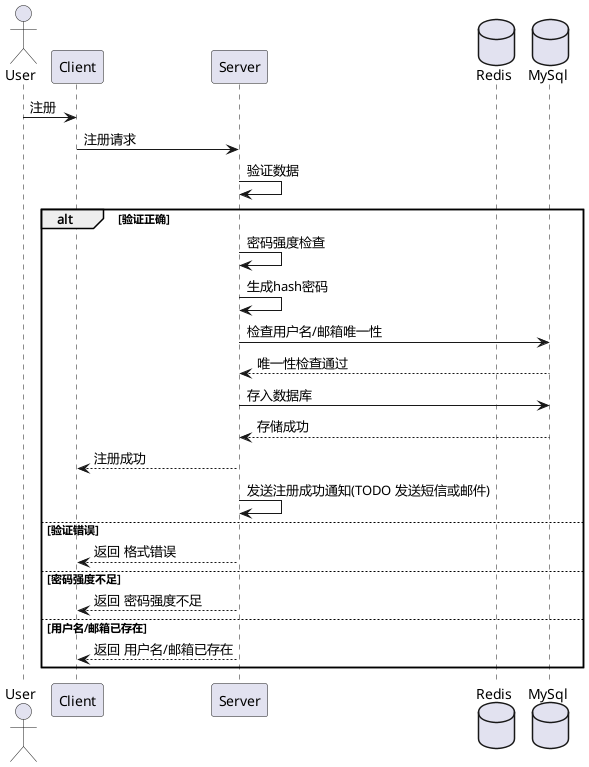 User
Client
Server
Redis
MySql
注册
注册请求
验证数据
alt
[验证正确]
密码强度检查
生成hash密码
检查用户名/邮箱唯一性
唯一性检查通过
存入数据库
存储成功
注册成功
发送注册成功通知(TODO 发送短信或邮件)
[验证错误]
返回 格式错误
[密码强度不足]
返回 密码强度不足
[用户名/邮箱已存在]
返回 用户名/邮箱已存在
User
Client
Server
Redis
MySql